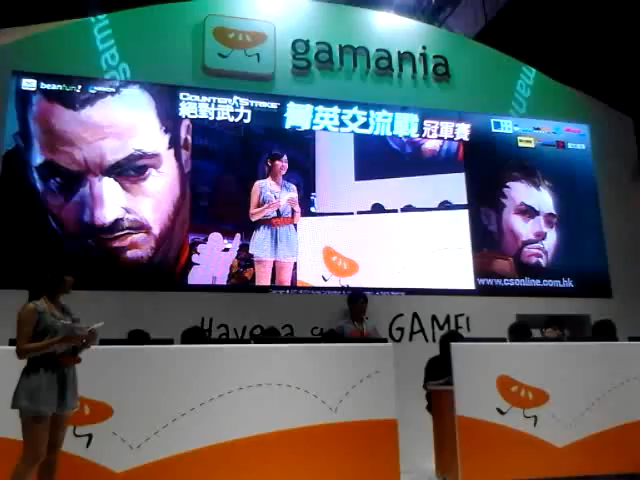 gamania
beanfun!
COUNTER STRIKE
絕對武力
菁英交流戰 冠軍賽
www.csonline.com.hk
Have a g
GAME!